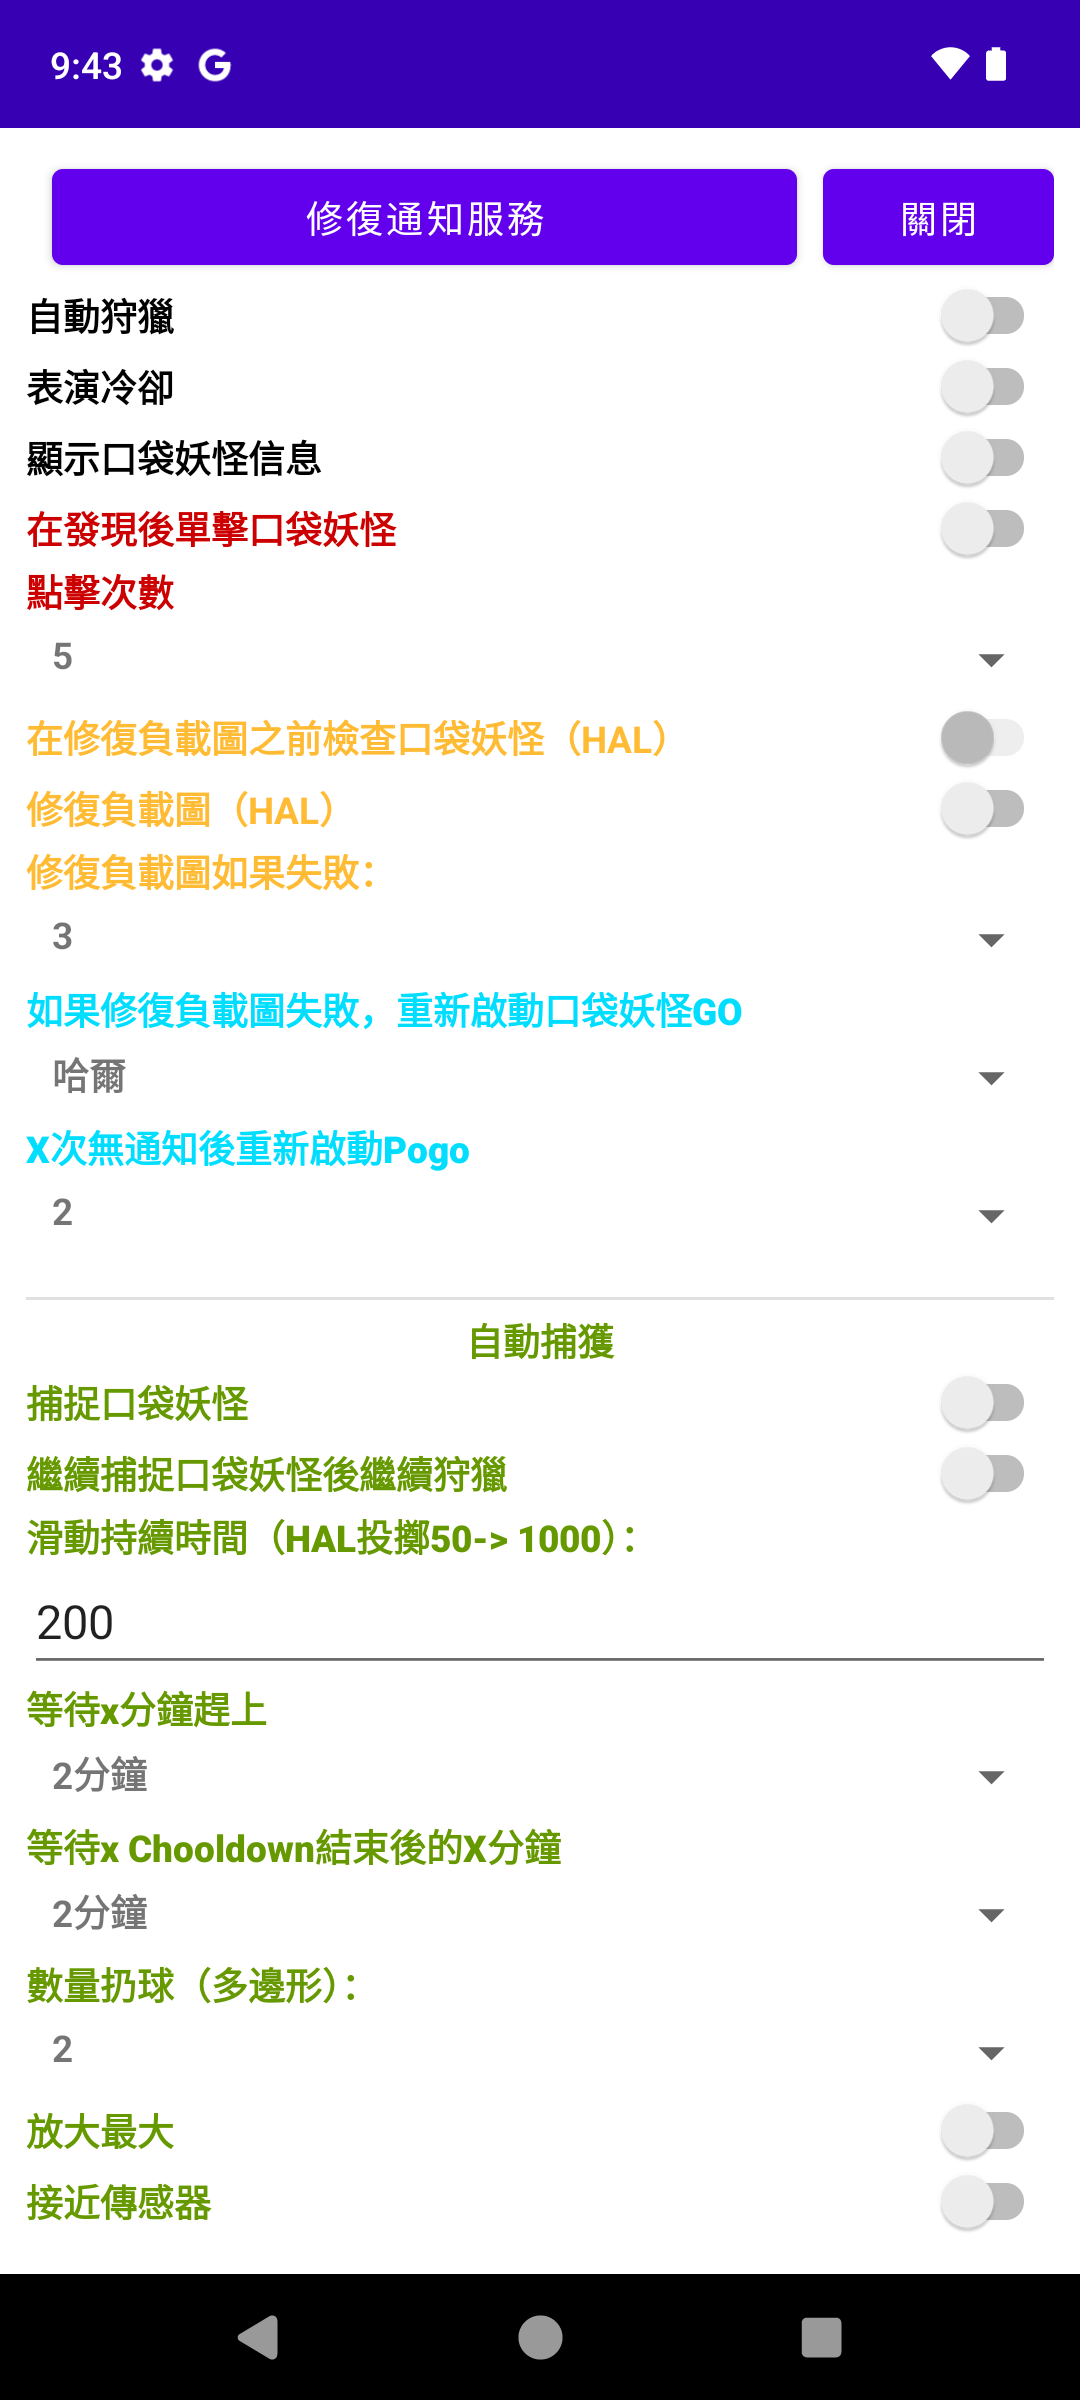 9:43
修復通知服務
關閉
自動狩獵
表演冷卻
顯示口袋妖怪信息
在發現後單擊口袋妖怪
點擊次數
5
在修復負載圖之前檢查口袋妖怪（HAL）
修復負載圖（HAL）
修復負載圖如果失敗：
3
如果修復負載圖失敗，重新啟動口袋妖怪GO
哈爾
X次無通知後重新啟動Pogo
2
自動捕獲
捕捉口袋妖怪
繼續捕捉口袋妖怪後繼續狩獵
滑動持續時間（HAL投擲50-> 1000）：
200
等待x分鐘趕上
2分鐘
等待x Chooldown結束後的X分鐘
2分鐘
數量扔球（多邊形）：
2
放大最大
接近傳感器